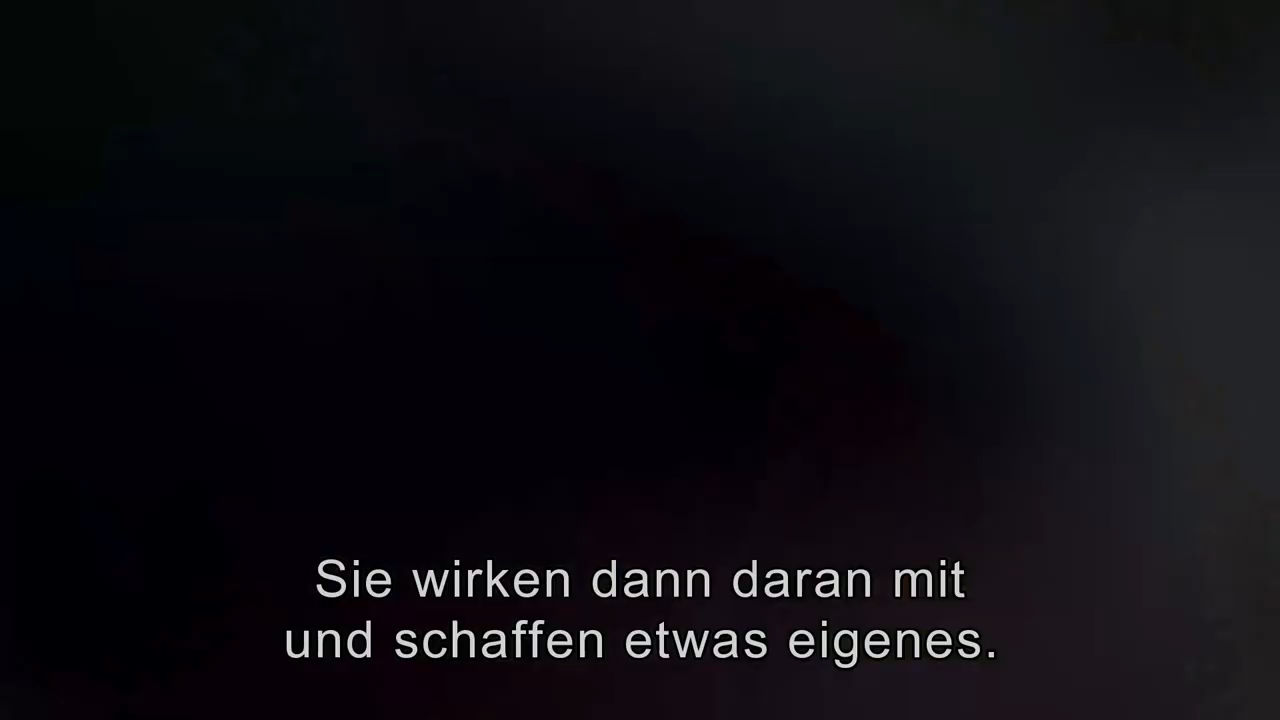 Sie wirken dann daran mit
und schaffen etwas eigenes.